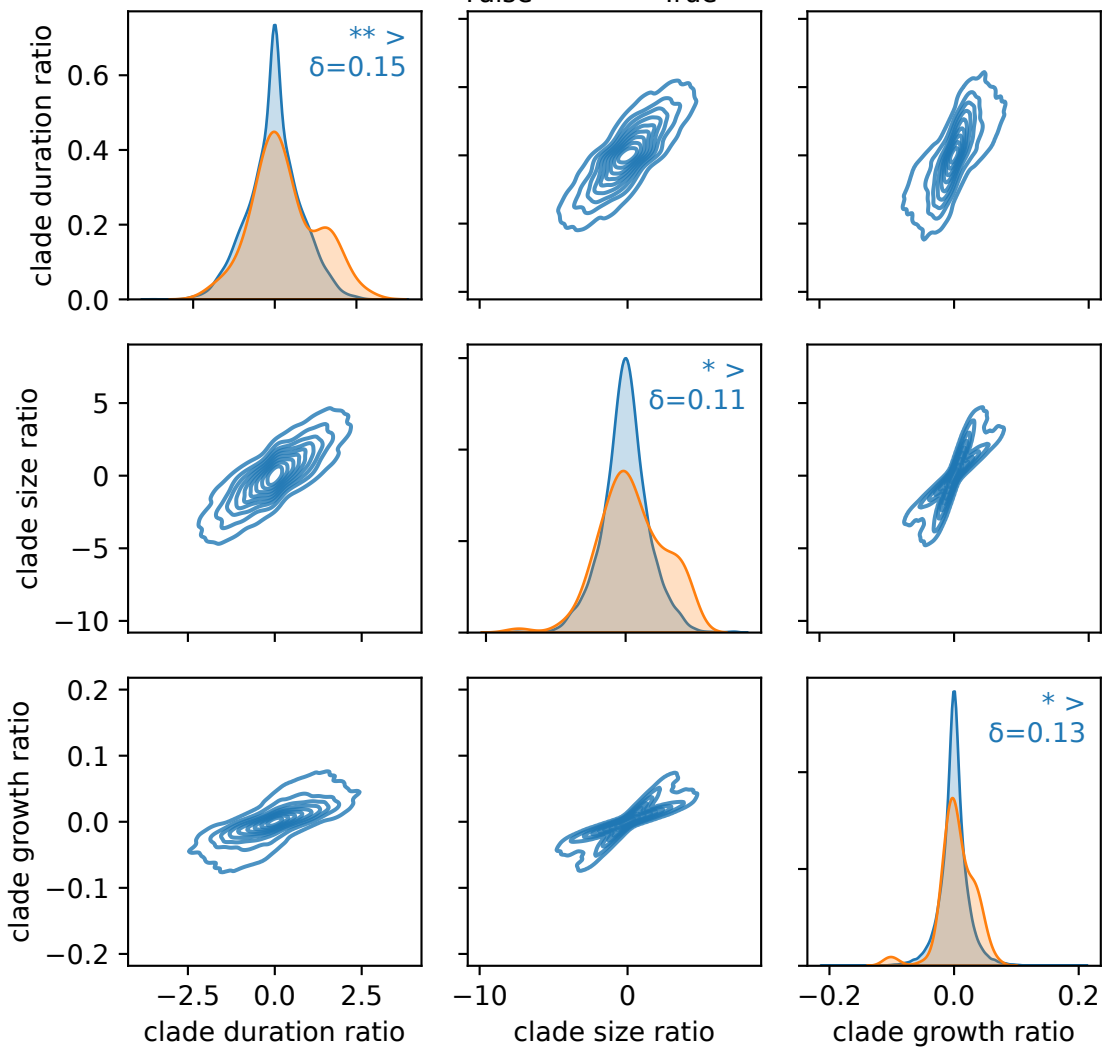 False True
clade duration ratio
0.6
0.4
0.2
0.0
** >
δ=0.15
clade size ratio
5
0
−5
−10
* >
δ=0.11
clade growth ratio
0.2
0.1
0.0
−0.1
−0.2
* >
δ=0.13
−2.5 0.0 2.5
−10 0
−0.2 0.0 0.2
clade duration ratio
clade size ratio
clade growth ratio